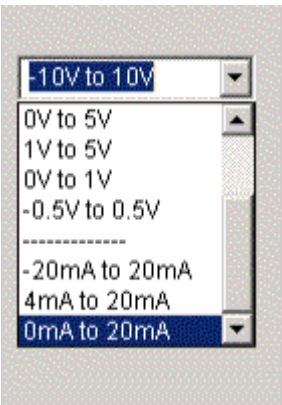 -10V to 10V
0V to 5V
1V to 5V
0V to 1V
-0.5V to 0.5V
-------------
-20mA to 20mA
4mA to 20mA
0mA to 20mA